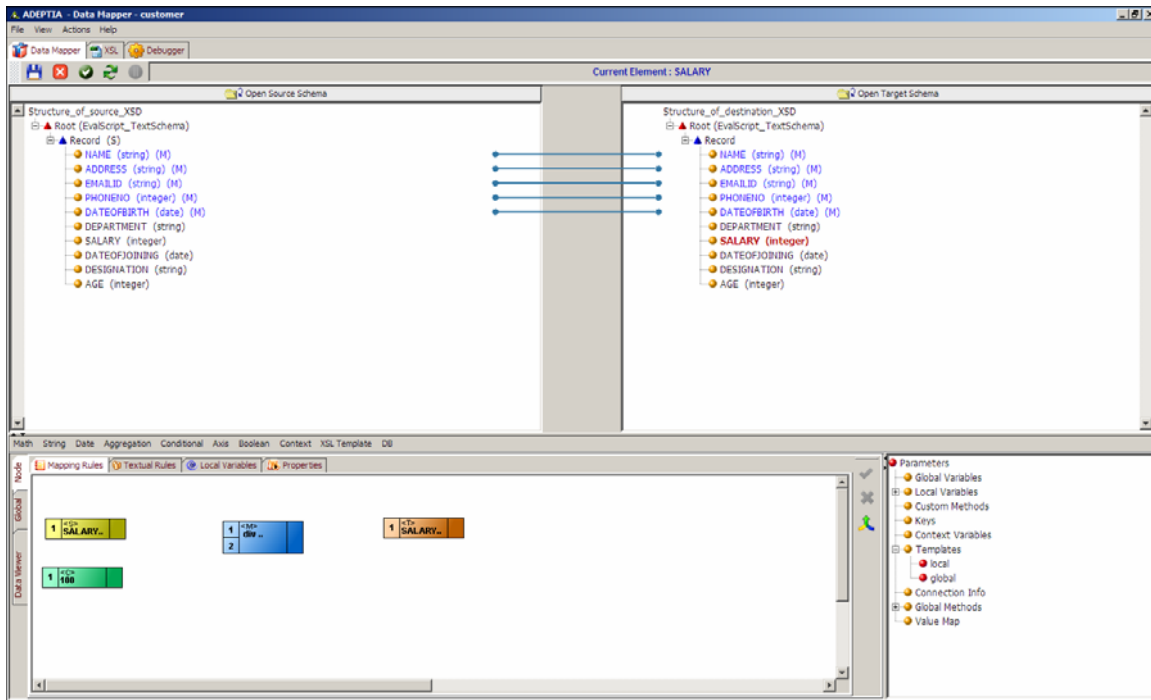 ADEPTIA - Data Mapper - customer
File View Actions Help
Data Mapper XSL Debugger
Current Element : SALARY
Open Source Schema
Open Target Schema
Structure_of_source_XSD
Root (EvalScript_TextSchema)
Record (S)
NAME (string) (M)
ADDRESS (string) (M)
EMAILID (string) (M)
PHONENO (integer) (M)
DATEOFBIRTH (date) (M)
DEPARTMENT (string)
SALARY (integer)
DATEOFJOINING (date)
DESIGNATION (string)
AGE (integer)
Structure_of_destination_XSD
Root (EvalScript_TextSchema)
Record
NAME (string) (M)
ADDRESS (string) (M)
EMAILID (string) (M)
PHONENO (integer) (M)
DATEOFBIRTH (date) (M)
DEPARTMENT (string)
SALARY (integer)
DATEOFJOINING (date)
DESIGNATION (string)
AGE (integer)
Math String Date Aggregation Conditional Axis Boolean Context XSL Template DB
Node
Global
Data Viewer
Mapping Rules Textual Rules Local Variables Properties
1 <S> SALARY..
1 <M> div ..
2
1 <T> SALARY..
1 <C> 100
Parameters
Global Variables
Local Variables
Custom Methods
Keys
Context Variables
Templates
local
global
Connection Info
Global Methods
Value Map